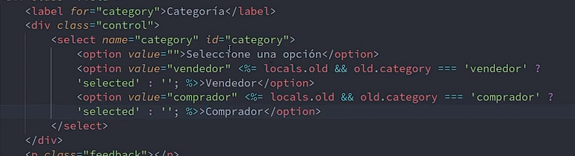 <label for="category">Categoría</label>
<div class="control">
<select name="category" id="category">
<option value="">Seleccione una opción</option>
<option value="vendedor" <%= locals.old && old.category === 'vendedor' ?
'selected' : ''; %>>Vendedor</option>
<option value="comprador" <%= locals.old && old.category === 'comprador' ?
'selected' : ''; %>>Comprador</option>
</select>
</div>
<p class="feedback"></p>